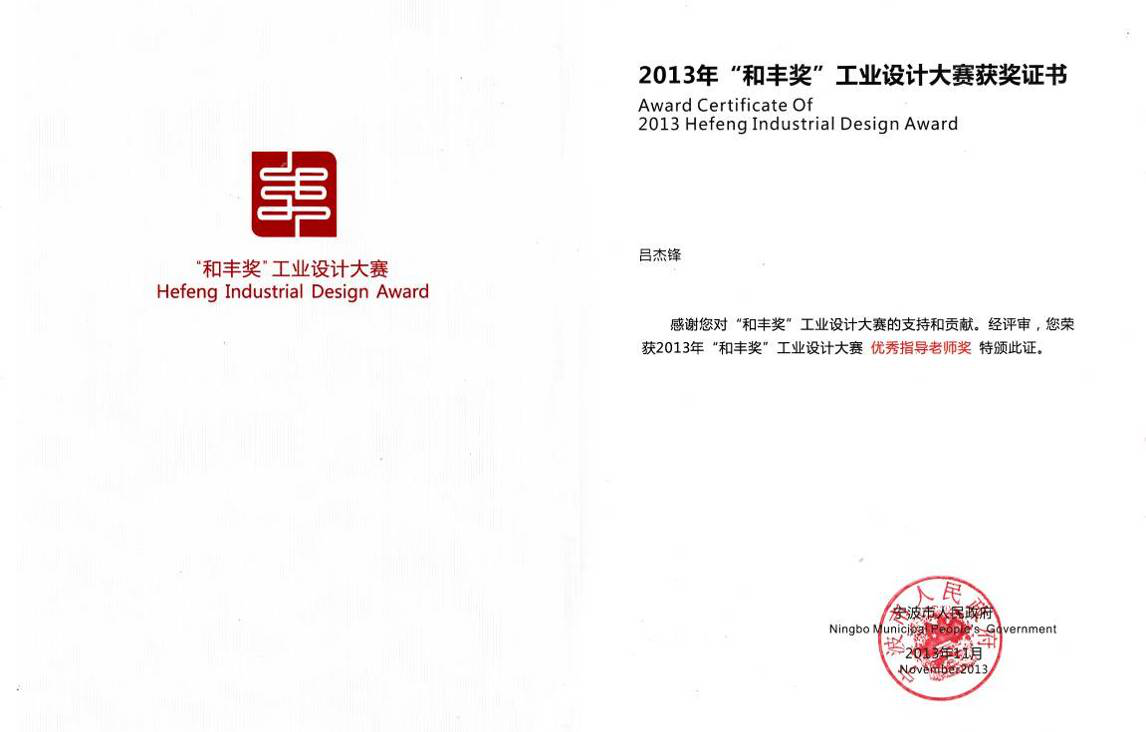 “和丰奖”工业设计大赛
Hefeng Industrial Design Award
2013年“和丰奖”工业设计大赛获奖证书
Award Certificate Of
2013 Hefeng Industrial Design Award
吕杰锋
感谢您对“和丰奖”工业设计大赛的支持和贡献。经评审，您荣
获2013年“和丰奖”工业设计大赛 优秀指导老师奖 特颁此证。
宁波市人民政府
宁波市人民政府
Ningbo Municipal People's Government
2013年11月
November2013